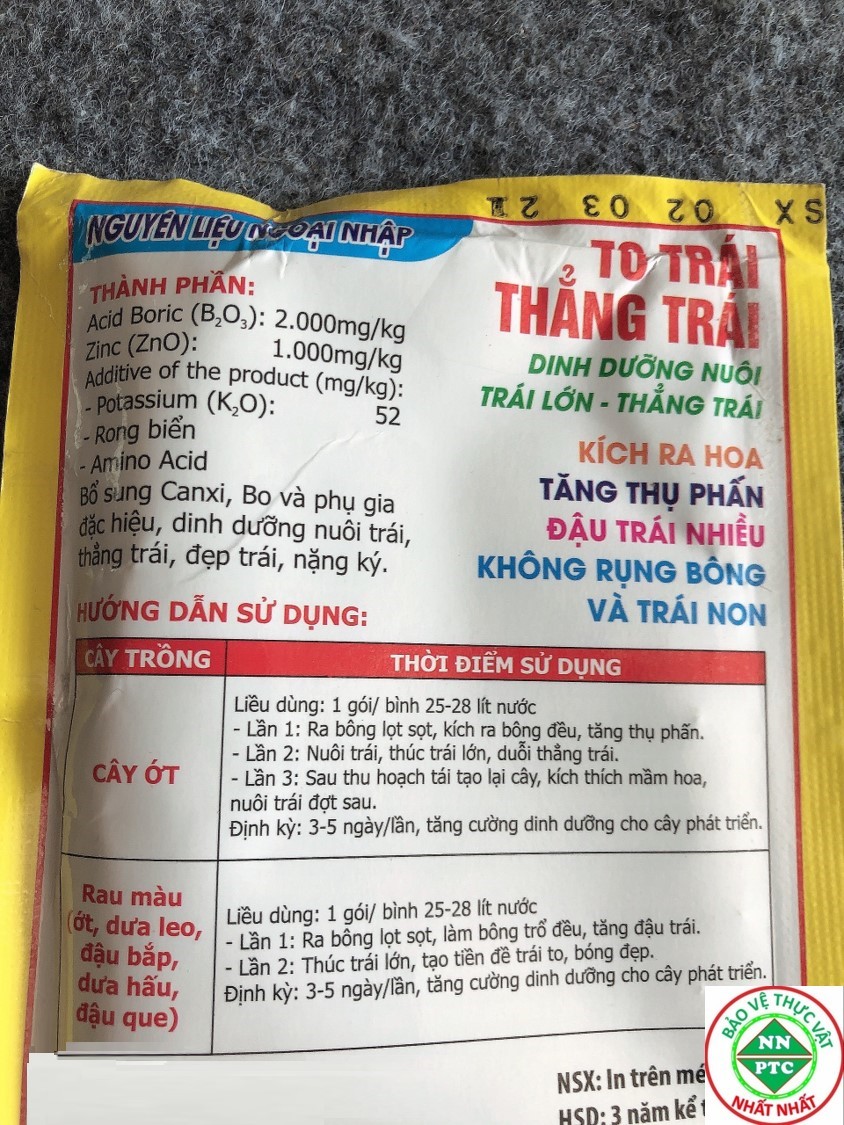 SX 02 03 21
NGUYÊN LIỆU NGOẠI NHẬP
THÀNH PHẦN:
Acid Boric (B₂O₃): 2.000mg/kg
Zinc (ZnO): 1.000mg/kg
Additive of the product (mg/kg):
- Potassium (K₂O): 52
- Rong biển
- Amino Acid
Bổ sung Canxi, Bo và phụ gia
đặc hiệu, dinh dưỡng nuôi trái,
thẳng trái, đẹp trái, nặng ký.
TO TRÁI
THẲNG TRÁI
DINH DƯỠNG NUÔI
TRÁI LỚN - THẲNG TRÁI
KÍCH RA HOA
TĂNG THỤ PHẤN
ĐẬU TRÁI NHIỀU
KHÔNG RỤNG BÔNG
VÀ TRÁI NON
HƯỚNG DẪN SỬ DỤNG:
CÂY TRỒNG THỜI ĐIỂM SỬ DỤNG
CÂY ỚT
Liều dùng: 1 gói/ bình 25-28 lít nước
- Lần 1: Ra bông lọt sọt, kích ra bông đều, tăng thụ phấn.
- Lần 2: Nuôi trái, thúc trái lớn, duỗi thẳng trái.
- Lần 3: Sau thu hoạch tái tạo lại cây, kích thích mầm hoa,
nuôi trái đợt sau.
Định kỳ: 3-5 ngày/lần, tăng cường dinh dưỡng cho cây phát triển.
Rau màu
(ớt, dưa leo,
đậu bắp,
dưa hấu,
đậu que)
Liều dùng: 1 gói/ bình 25-28 lít nước
- Lần 1: Ra bông lọt sọt, làm bông trổ đều, tăng đậu trái.
- Lần 2: Thúc trái lớn, tạo tiền đề trái to, bóng đẹp.
Định kỳ: 3-5 ngày/lần, tăng cường dinh dưỡng cho cây phát triển.
NSX: In trên
HSD: 3 năm kể
BẢO VỆ THỰC VẬT
NN
PTC
NHẤT NHẤT